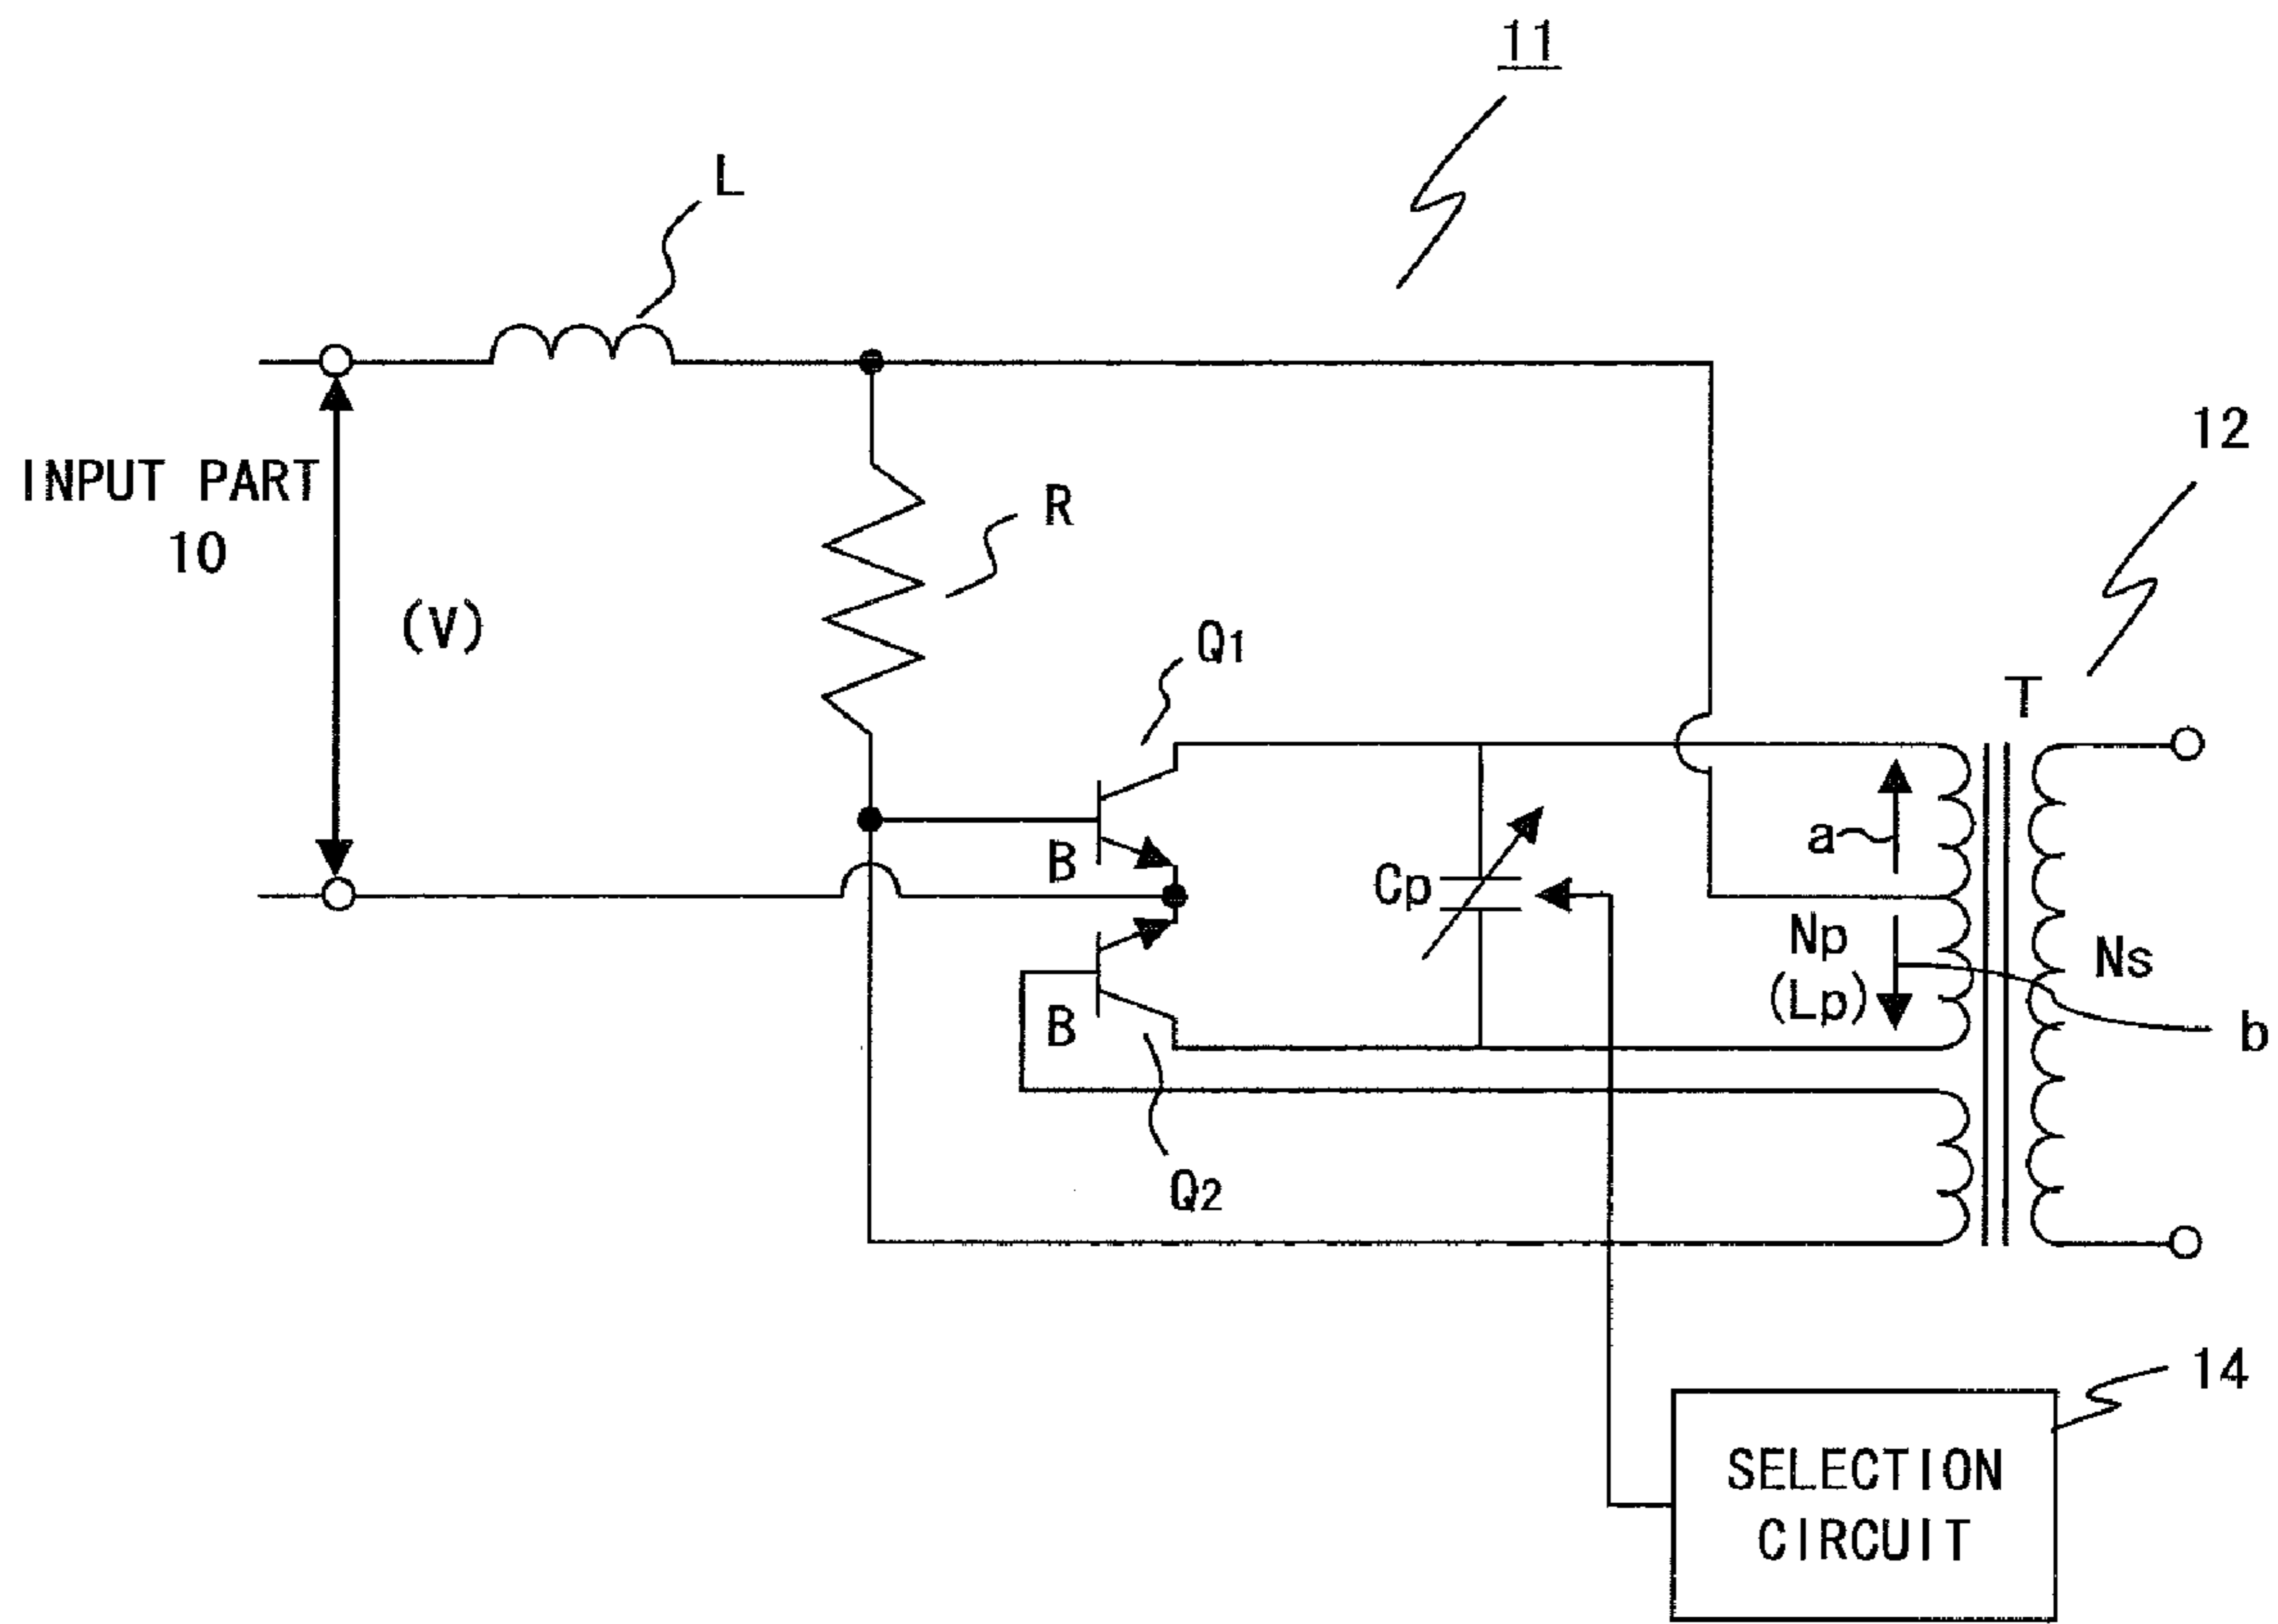 11
L
12
INPUT PART
10
R
(V)
Q1
T
a
B
Cp
Np
(Lp)
Ns
B
b
Q2
14
SELECTION
CIRCUIT